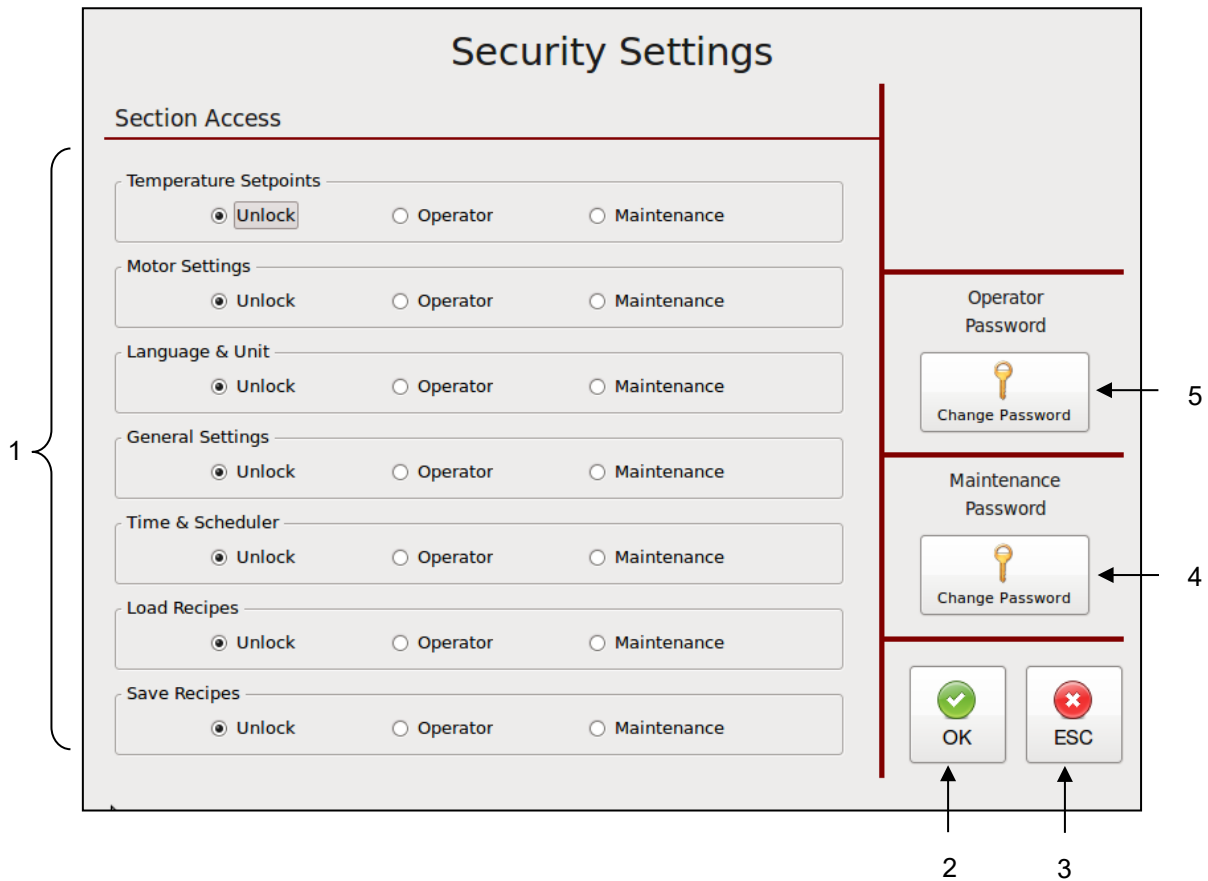 Security Settings
Section Access
Temperature Setpoints
Unlock Operator Maintenance
Motor Settings
Unlock Operator Maintenance
Language & Unit
Unlock Operator Maintenance
General Settings
Unlock Operator Maintenance
Time & Scheduler
Unlock Operator Maintenance
Load Recipes
Unlock Operator Maintenance
Save Recipes
Unlock Operator Maintenance
1
Operator
Password
Change Password
5
Maintenance
Password
Change Password
4
OK ESC
2 3